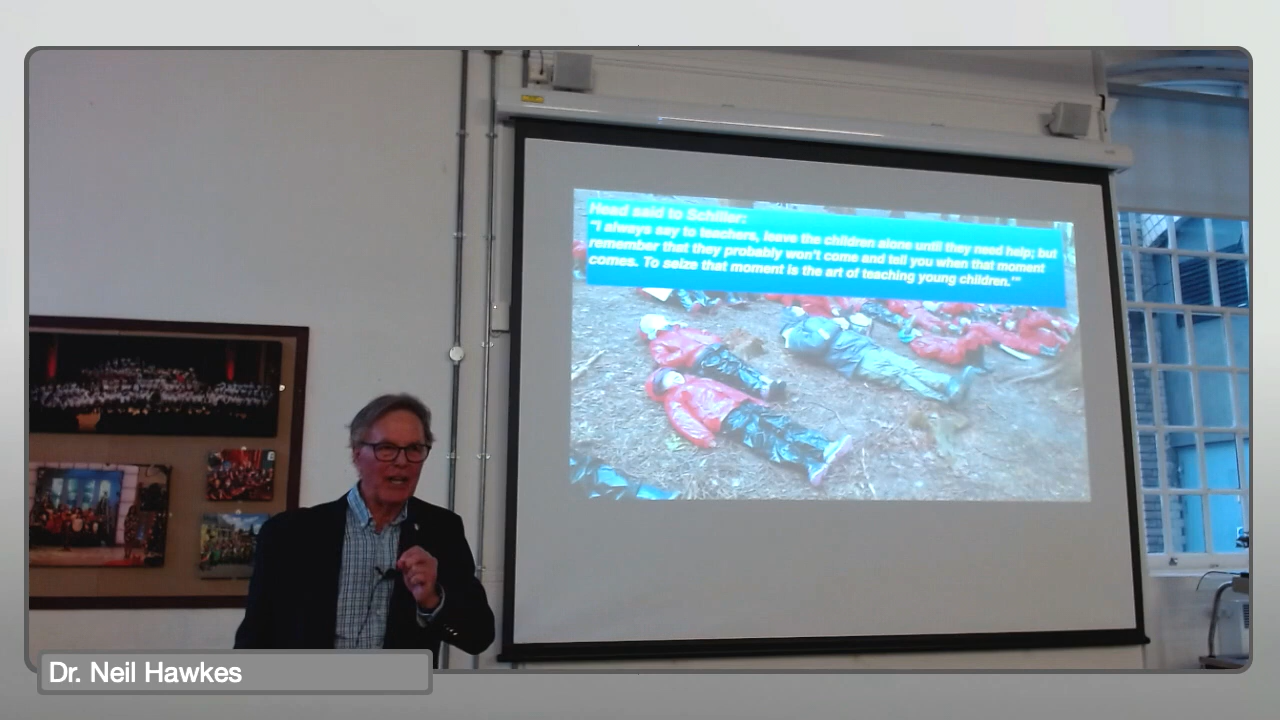 Head said to Schiller:
"I always say to teachers, leave the children alone until they need help; but
remember that they probably won't come and tell you when that moment
comes. To seize that moment is the art of teaching young children.'"
Dr. Neil Hawkes